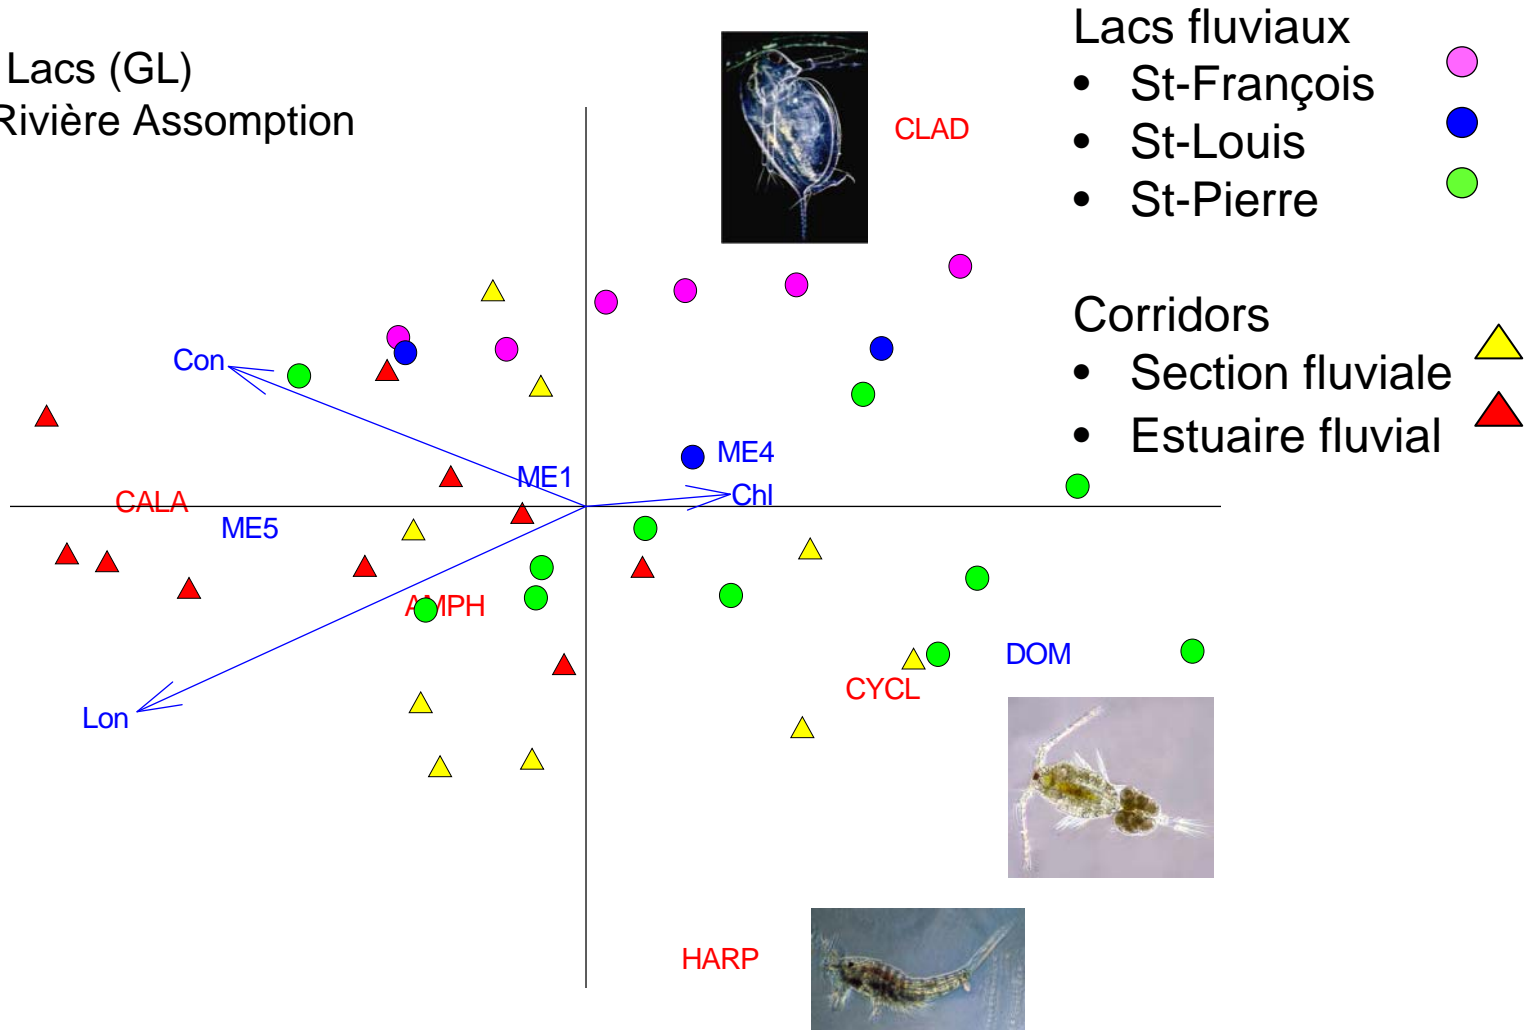 Lacs (GL)
Rivière Assomption
Lacs fluviaux
• St-François
• St-Louis
• St-Pierre
Corridors
• Section fluviale
• Estuaire fluvial
CLAD
Con
ME4
ME1
Chl
CALA
ME5
AMPH
DOM
CYCL
Lon
HARP